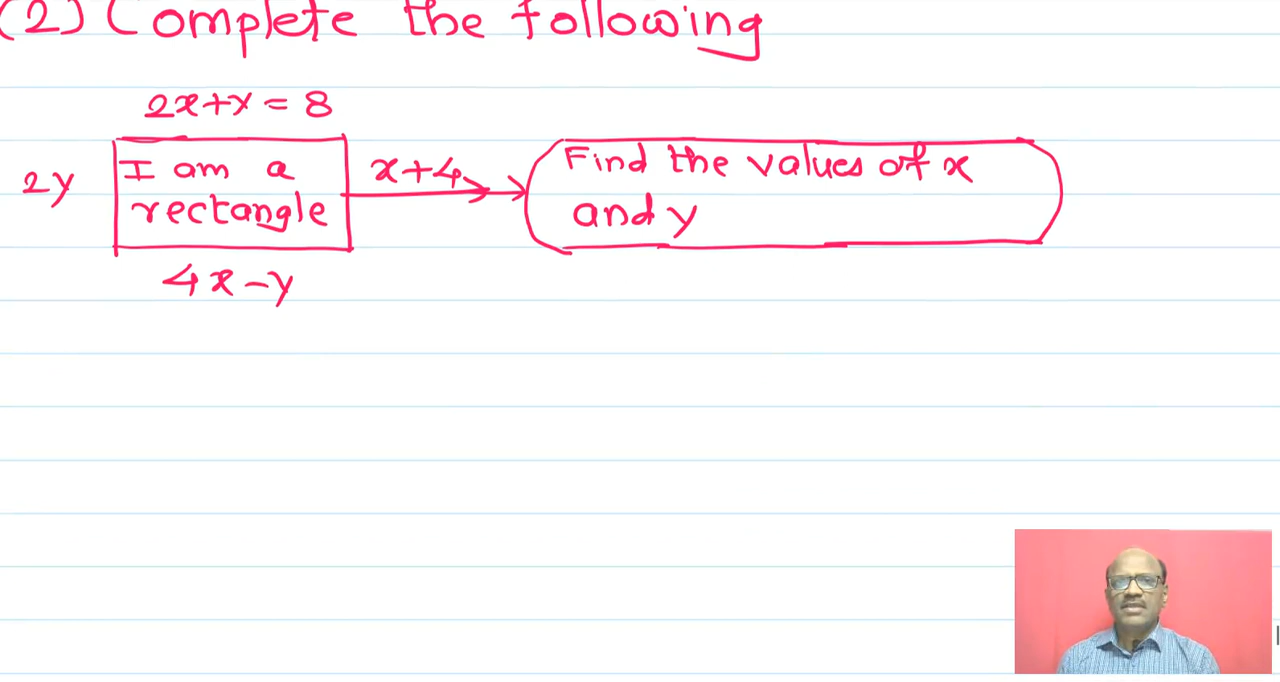 (2) Complete the following
2x+y = 8
2y
I am a
rectangle
x+4
Find the values of x
and y
4x-y